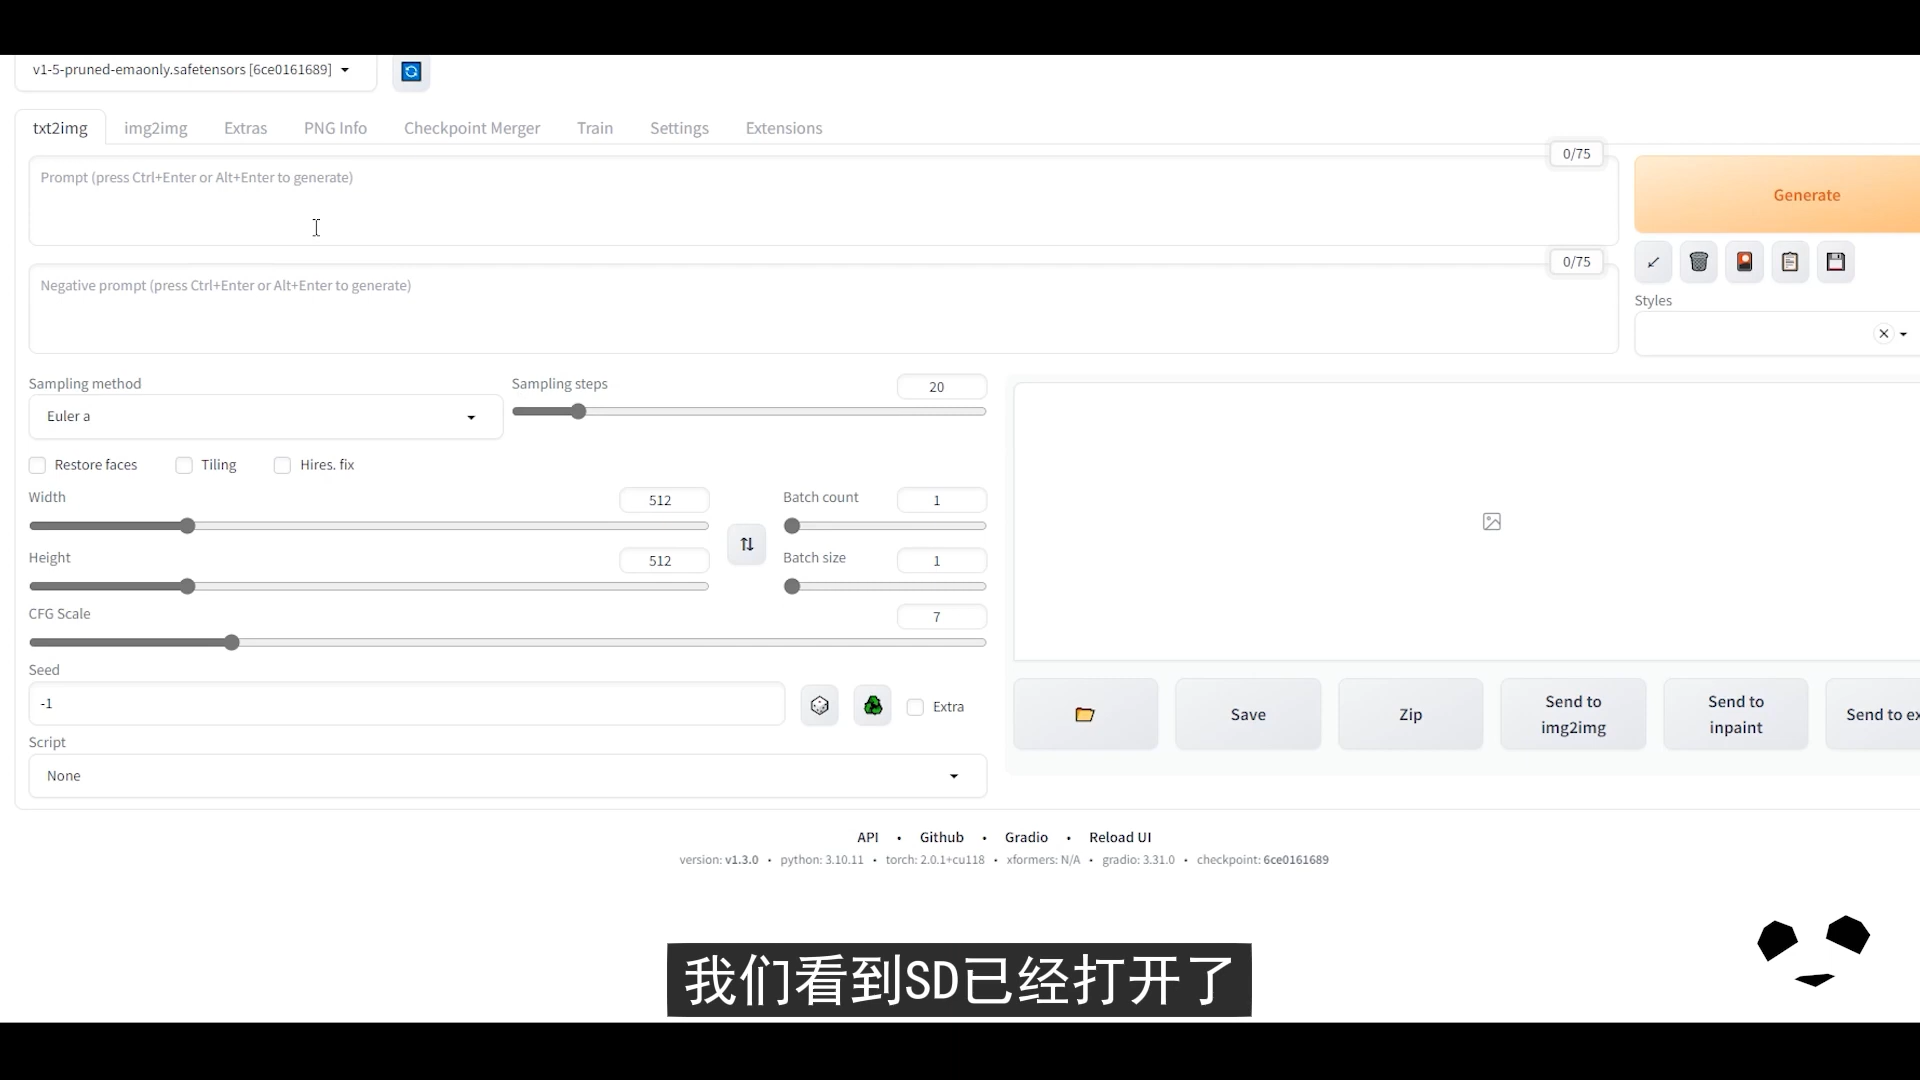 v1-5-pruned-emaonly.safetensors [6ce0161689]
txt2img img2img Extras PNG Info Checkpoint Merger Train Settings Extensions
0/75
Prompt (press Ctrl+Enter or Alt+Enter to generate)
Generate
0/75
Negative prompt (press Ctrl+Enter or Alt+Enter to generate)
Styles
Sampling method
Euler a
Sampling steps
20
Restore faces Tiling Hires. fix
Width
512
Batch count
1
Height
512
Batch size
1
CFG Scale
7
Seed
-1
Extra
Script
None
Save
Zip
Send to
img2img
Send to
inpaint
Send to ex
API • Github • Gradio • Reload UI
version: v1.3.0 • python: 3.10.11 • torch: 2.0.1+cu118 • xformers: N/A • gradio: 3.31.0 • checkpoint: 6ce0161689
我们看到SD已经打开了